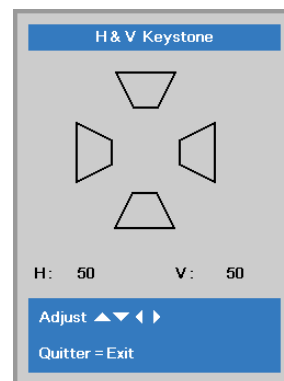 H & V Keystone
H: 50 V: 50
Adjust ▲▼◀▶
Quitter = Exit